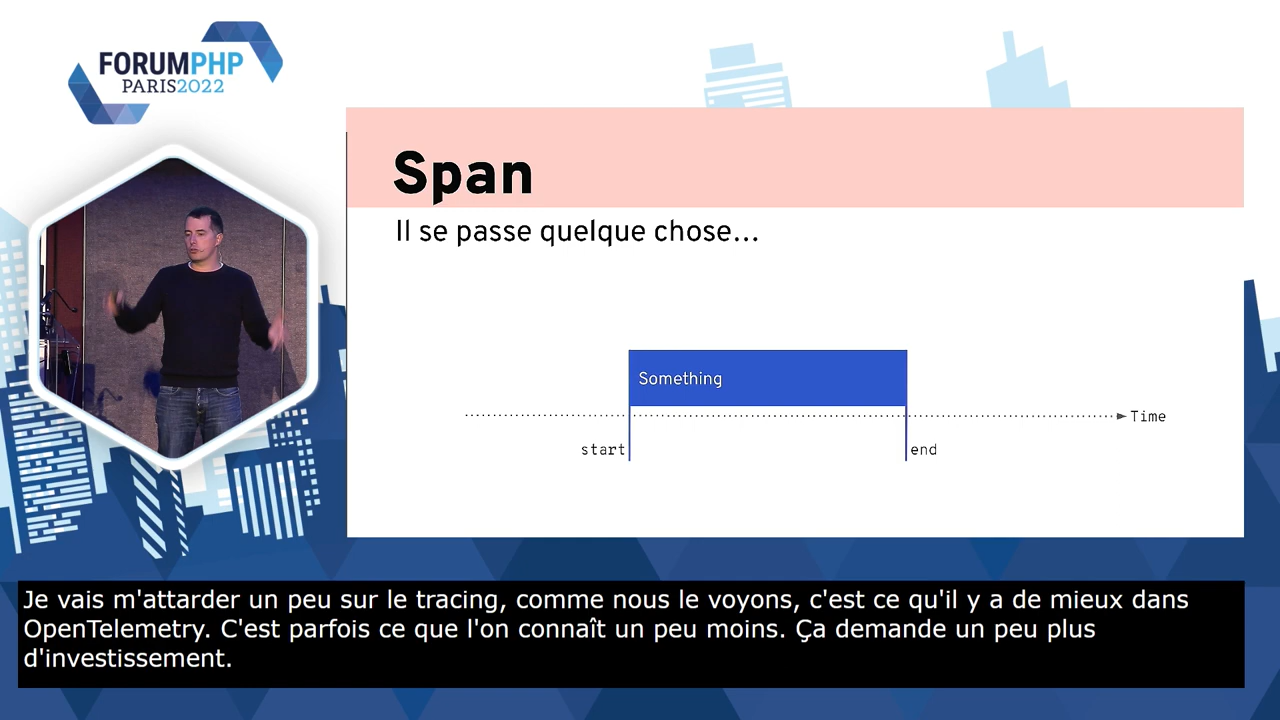 FORUMPHP
PARIS2022
Span
Il se passe quelque chose...
Something
Time
start
end
Je vais m'attarder un peu sur le tracing, comme nous le voyons, c'est ce qu'il y a de mieux dans
OpenTelemetry. C'est parfois ce que l'on connaît un peu moins. Ça demande un peu plus
d'investissement.